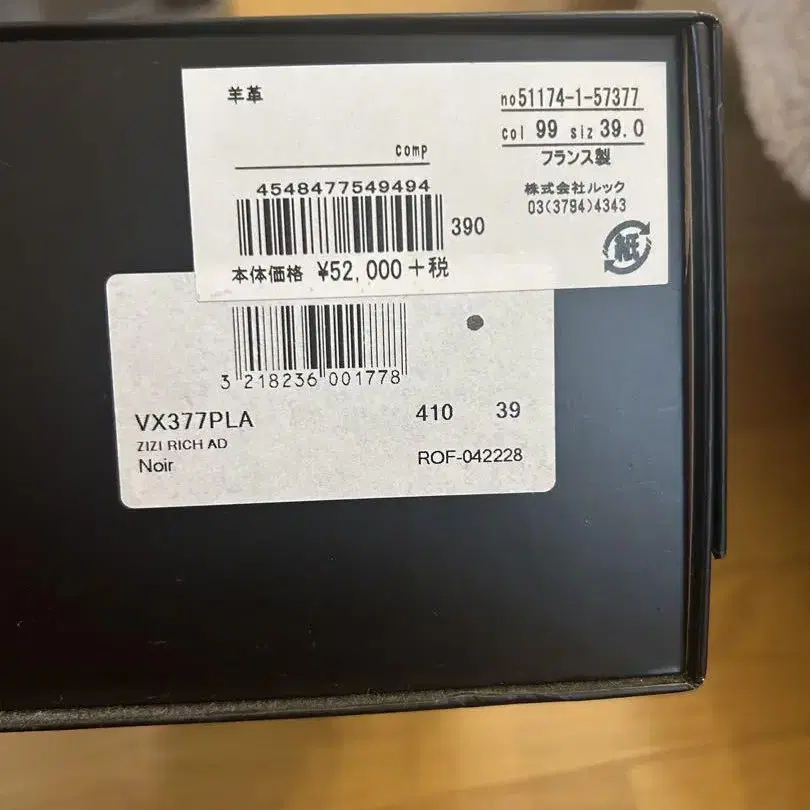 羊革
no51174-1-57377
col 99 siz 39.0
comp
フランス製
4548477549494
株式会社ルック
03(3794)4343
390
紙
本体価格 ¥52,000+税
3 218236 001778
VX377PLA 410 39
ZIZI RICH AD
Noir ROF-042228